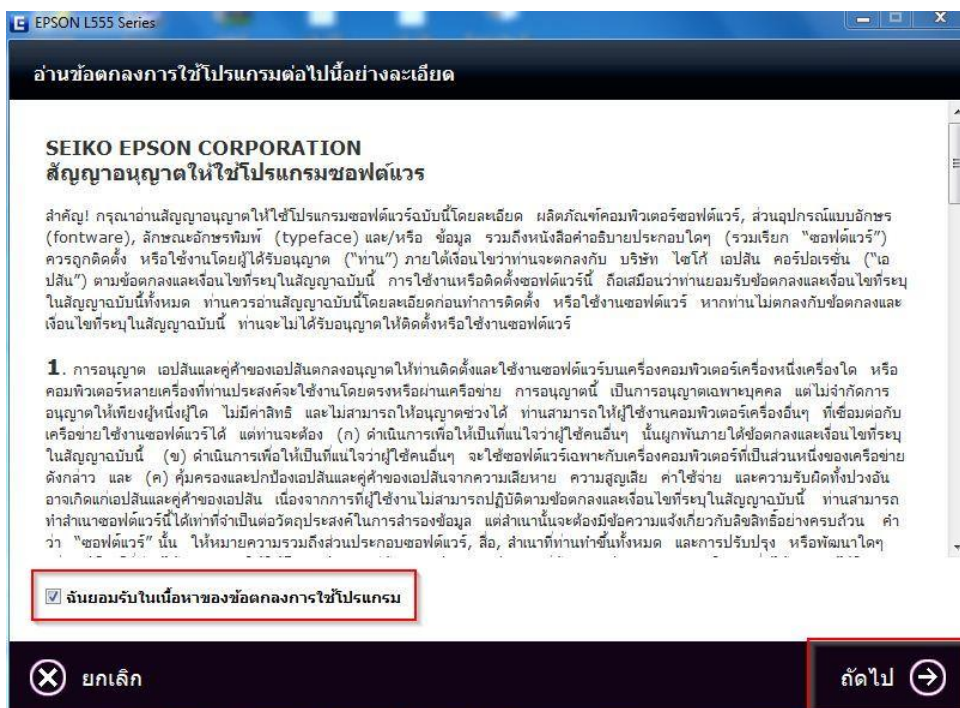 EPSON L555 Series
อ่านข้อตกลงการใช้โปรแกรมต่อไปนี้อย่างละเอียด
SEIKO EPSON CORPORATION
สัญญาอนุญาตให้ใช้โปรแกรมซอฟต์แวร
สำคัญ! กรุณาอ่านสัญญาอนุญาตให้ใช้โปรแกรมซอฟต์แวร์ฉบับนี้โดยละเอียด ผลิตภัณฑ์คอมพิวเตอร์ซอฟต์แวร์, ส่วนอุปกรณ์แบบอักษร
(fontware), ลักษณะอักษรพิมพ์ (typeface) และ/หรือ ข้อมูล รวมถึงหนังสือคำอธิบายประกอบใดๆ (รวมเรียก “ซอฟต์แวร์”)
ควรถูกติดตั้ง หรือใช้งานโดยผู้ได้รับอนุญาต (“ท่าน”) ภายใต้เงื่อนไขว่าท่านจะตกลงกับ บริษัท ไซโก้ เอปสัน คอร์ปอเรชั่น (“เอ
ปสัน”) ตามข้อตกลงและเงื่อนไขที่ระบุในสัญญาฉบับนี้ การใช้งานหรือติดตั้งซอฟต์แวร์นี้ ถือเสมือนว่าท่านยอมรับข้อตกลงและเงื่อนไขที่ระบุ
ในสัญญาฉบับนี้ทั้งหมด ท่านควรอ่านสัญญาฉบับนี้โดยละเอียดก่อนทำการติดตั้ง หรือใช้งานซอฟต์แวร์ หากท่านไม่ตกลงกับข้อตกลงและ
เงื่อนไขที่ระบุในสัญญาฉบับนี้ ท่านจะไม่ได้รับอนุญาตให้ติดตั้งหรือใช้งานซอฟต์แวร์
1. การอนุญาต เอปสันและคู่ค้าของเอปสันตกลงอนุญาตให้ท่านติดตั้งและใช้งานซอฟต์แวร์บนเครื่องคอมพิวเตอร์เครื่องหนึ่งเครื่องใด หรือ
คอมพิวเตอร์หลายเครื่องที่ท่านประสงค์จะใช้งานโดยตรงหรือผ่านเครือข่าย การอนุญาตนี้ เป็นการอนุญาตเฉพาะบุคคล แต่ไม่จำกัดการ
อนุญาตให้เพียงผู้หนึ่งผู้ใด ไม่มีค่าสิทธิ และไม่สามารถให้อนุญาตช่วงได้ ท่านสามารถให้ผู้ใช้งานคอมพิวเตอร์เครื่องอื่นๆ ที่เชื่อมต่อกับ
เครือข่ายใช้งานซอฟต์แวร์ได้ แต่ท่านจะต้อง (ก) ดำเนินการเพื่อให้เป็นที่แน่ใจว่าผู้ใช้คนอื่นๆ นั้นผูกพันภายใต้ข้อตกลงและเงื่อนไขที่ระบุ
ในสัญญาฉบับนี้ (ข) ดำเนินการเพื่อให้เป็นที่แน่ใจว่าผู้ใช้คนอื่นๆ จะใช้ซอฟต์แวร์เฉพาะกับเครื่องคอมพิวเตอร์ที่เป็นส่วนหนึ่งของเครือข่าย
ดังกล่าว และ (ค) คุ้มครองและปกป้องเอปสันและคู่ค้าของเอปสันจากความเสียหาย ความสูญเสีย ค่าใช้จ่าย และความรับผิดทั้งปวงอัน
อาจเกิดแก่เอปสันและคู่ค้าของเอปสัน เนื่องจากการที่ผู้ใช้งานไม่สามารถปฏิบัติตามข้อตกลงและเงื่อนไขที่ระบุในสัญญาฉบับนี้ ท่านสามารถ
ทำสำเนาซอฟต์แวร์นี้ได้เท่าที่จำเป็นต่อวัตถุประสงค์ในการสำรองข้อมูล แต่สำเนานั้นจะต้องมีข้อความแจ้งเกี่ยวกับลิขสิทธิ์อย่างครบถ้วน คำ
ว่า “ซอฟต์แวร์” นั้น ให้หมายความรวมถึงส่วนประกอบซอฟต์แวร์, สื่อ, สำเนาที่ท่านทำขึ้นทั้งหมด และการปรับปรุง หรือพัฒนาใดๆ
ฉันยอมรับในเนื้อหาของข้อตกลงการใช้โปรแกรม
ยกเลิก
ถัดไป